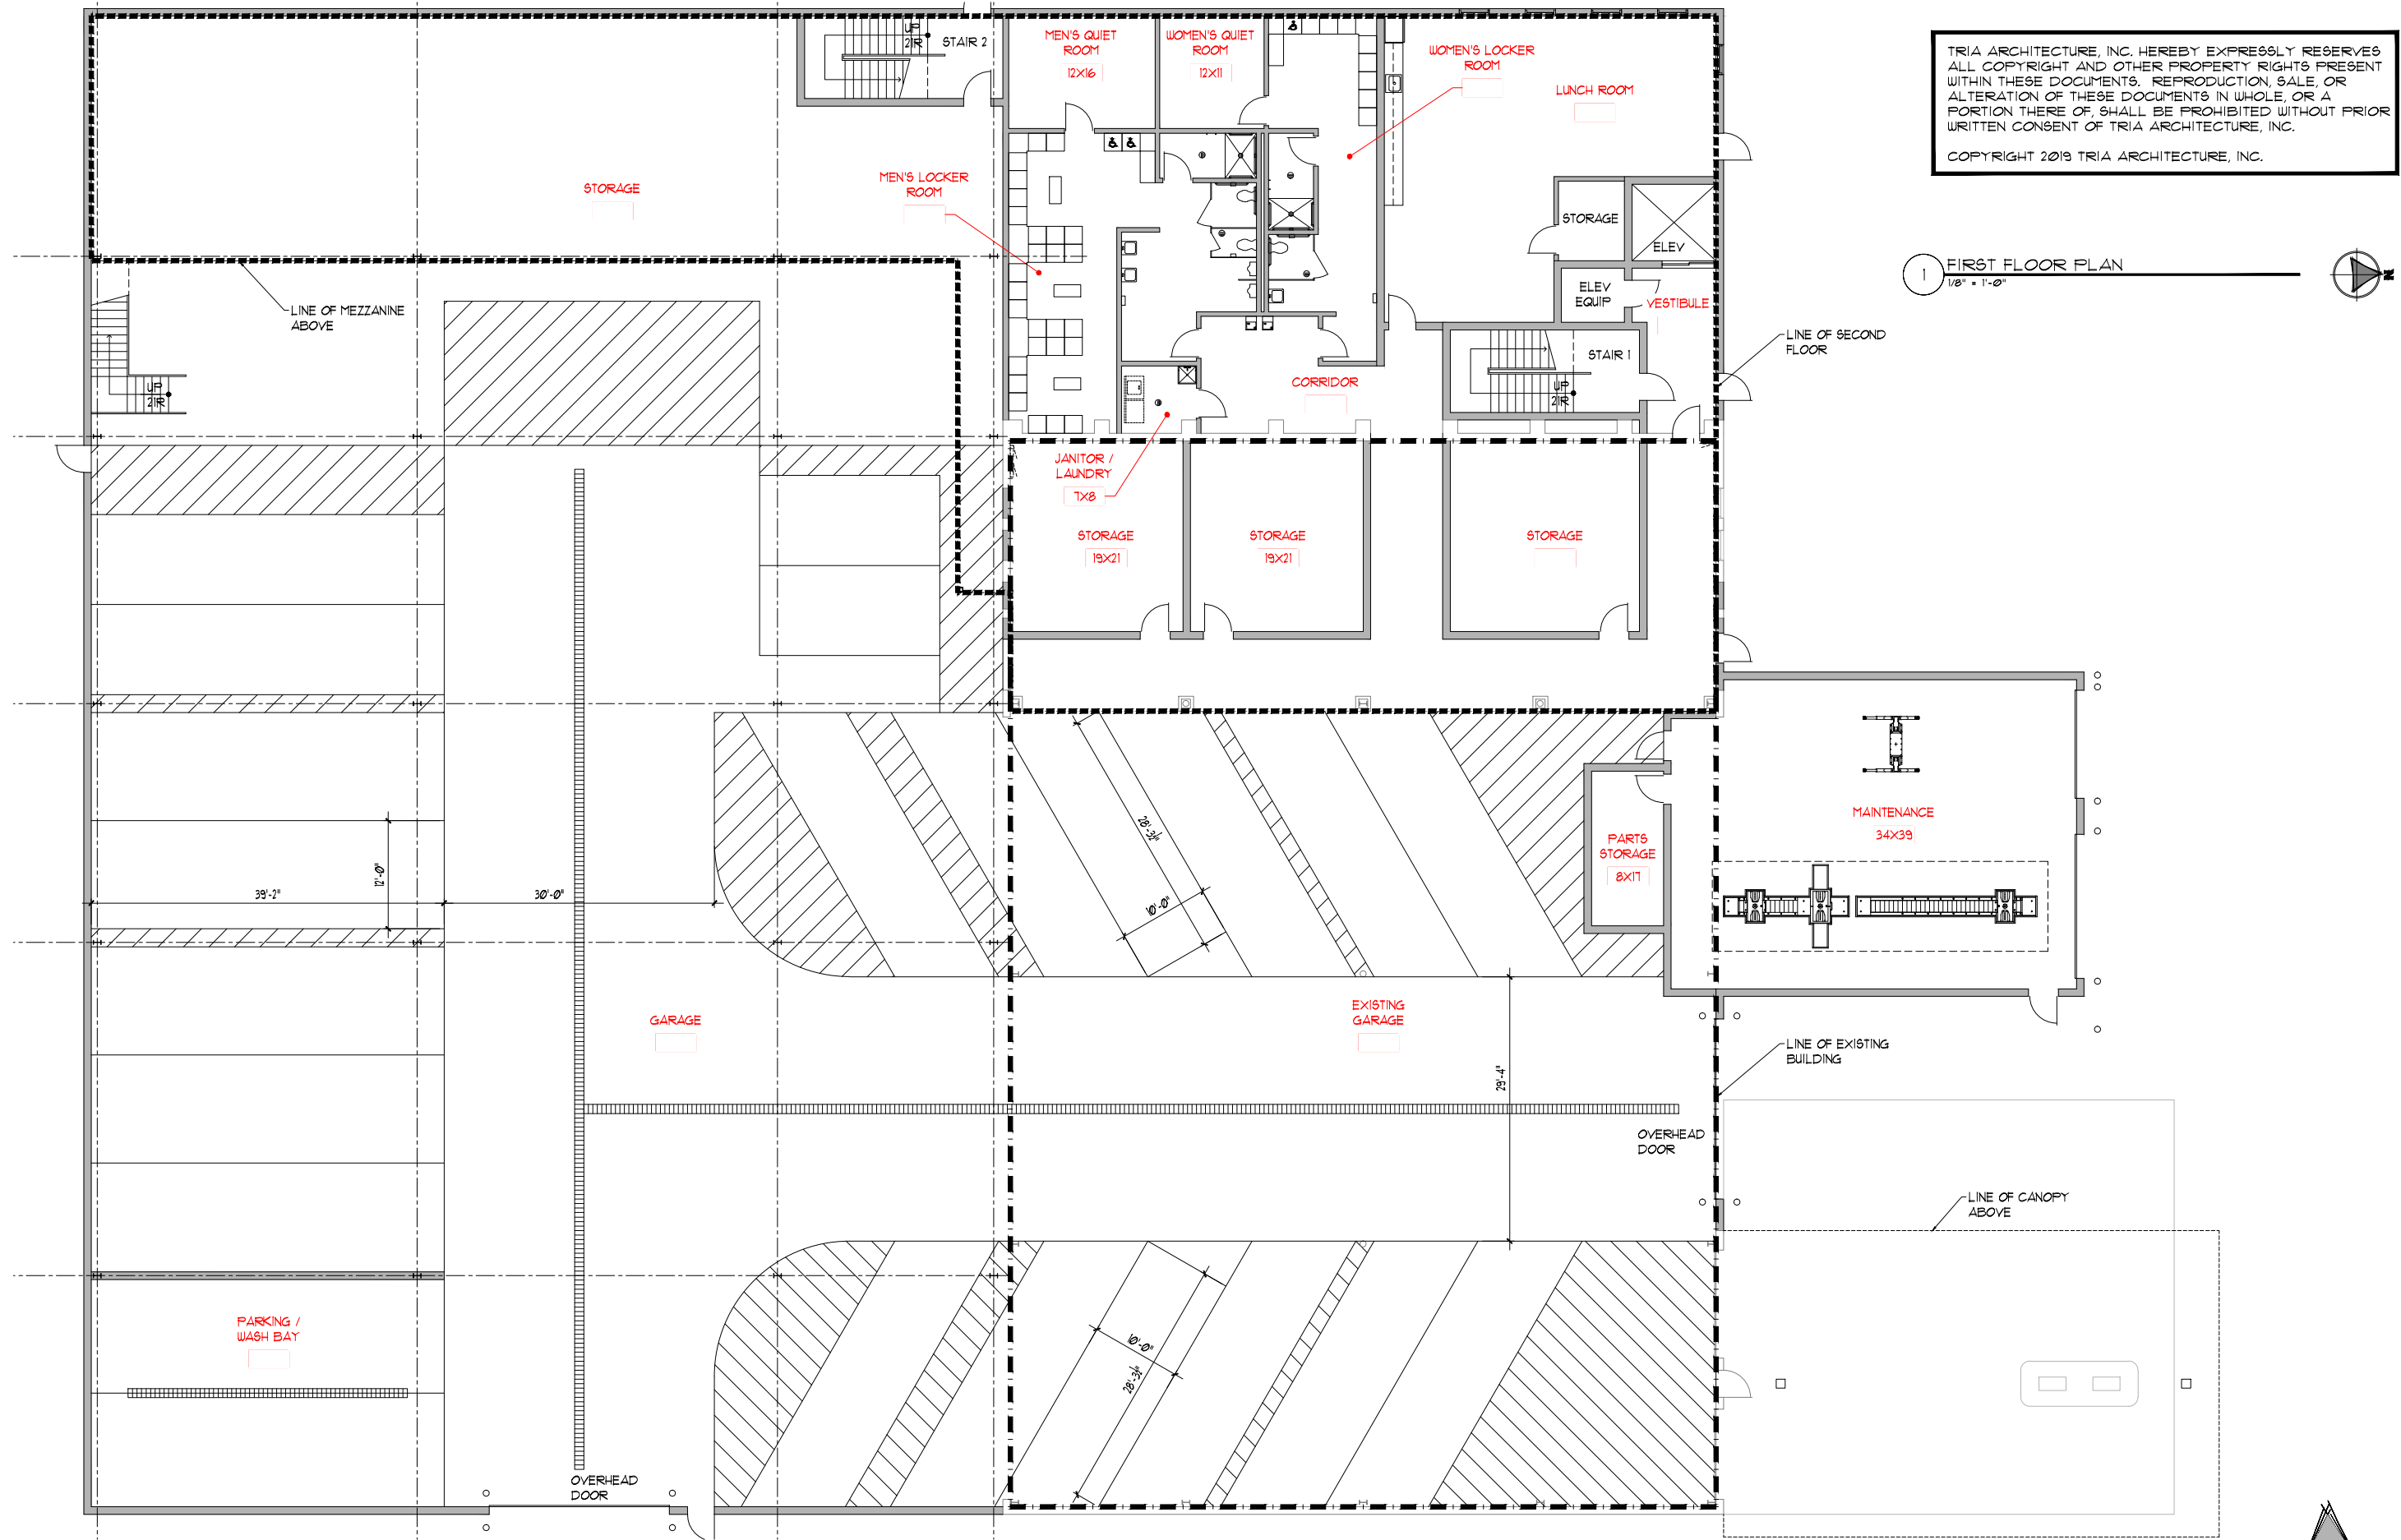 UP
21R
STAIR 2
MEN'S QUIET
ROOM
12X16
WOMEN'S QUIET
ROOM
12X11
WOMEN'S LOCKER
ROOM
LUNCH ROOM
TRIA ARCHITECTURE, INC. HEREBY EXPRESSLY RESERVES
ALL COPYRIGHT AND OTHER PROPERTY RIGHTS PRESENT
WITHIN THESE DOCUMENTS. REPRODUCTION, SALE, OR
ALTERATION OF THESE DOCUMENTS IN WHOLE, OR A
PORTION THERE OF, SHALL BE PROHIBITED WITHOUT PRIOR
WRITTEN CONSENT OF TRIA ARCHITECTURE, INC.
COPYRIGHT 2019 TRIA ARCHITECTURE, INC.
STORAGE
MEN'S LOCKER
ROOM
STORAGE
ELEV
1
FIRST FLOOR PLAN
1/8" = 1'-0"
LINE OF MEZZANINE
ABOVE
ELEV
EQUIP
VESTIBULE
LINE OF SECOND
FLOOR
STAIR 1
UP
21R
UP
21R
CORRIDOR
JANITOR /
LAUNDRY
7X8
STORAGE
19X21
STORAGE
19X21
STORAGE
MAINTENANCE
34X39
28'-3½"
PARTS
STORAGE
8X17
12'-0"
39'-2"
30'-0"
10'-0"
GARAGE
EXISTING
GARAGE
LINE OF EXISTING
BUILDING
29'-4"
OVERHEAD
DOOR
LINE OF CANOPY
ABOVE
PARKING /
WASH BAY
10'-0"
28'-3½"
OVERHEAD
DOOR